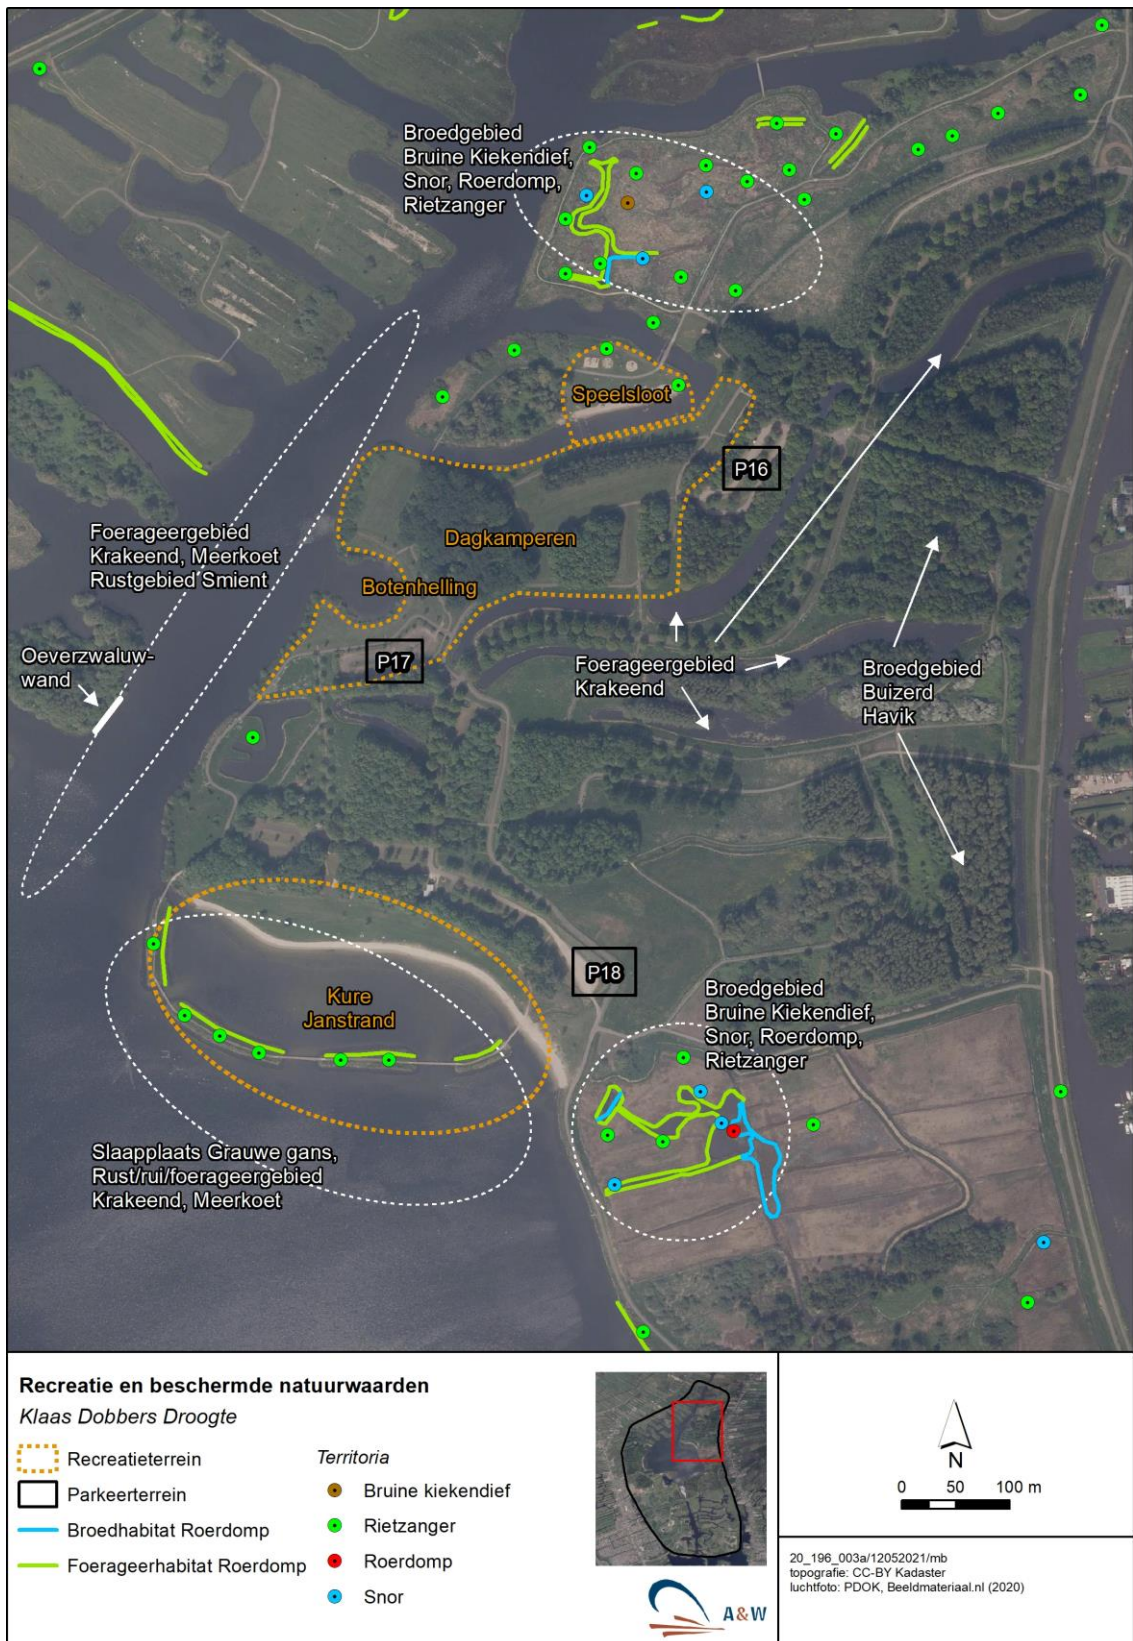 Broedgebied
Bruine Kiekendief,
Snor, Roerdomp,
Rietzanger
Speelsloot
P16
Foerageergebied
Krakeend, Meerkoet
Rustgebied Smient
Dagkamperen
Botenhelling
Oeverzwaluw-
wand
P17
Foerageergebied
Krakeend
Broedgebied
Buizerd
Havik
P18
Kure
Janstrand
Broedgebied
Bruine Kiekendief,
Snor, Roerdomp,
Rietzanger
Slaapplaats Grauwe gans,
Rust/rui/foerageergebied
Krakeend, Meerkoet
Recreatie en beschermde natuurwaarden
Klaas Dobbers Droogte
Recreatieterrein
Parkeerterrein
Broedhabitat Roerdomp
Foerageerhabitat Roerdomp
Territoria
Bruine kiekendief
Rietzanger
Roerdomp
Snor
A&W
N
0 50 100 m
20_196_003a/12052021/mb
topografie: CC-BY Kadaster
luchtfoto: PDOK, Beeldmateriaal.nl (2020)